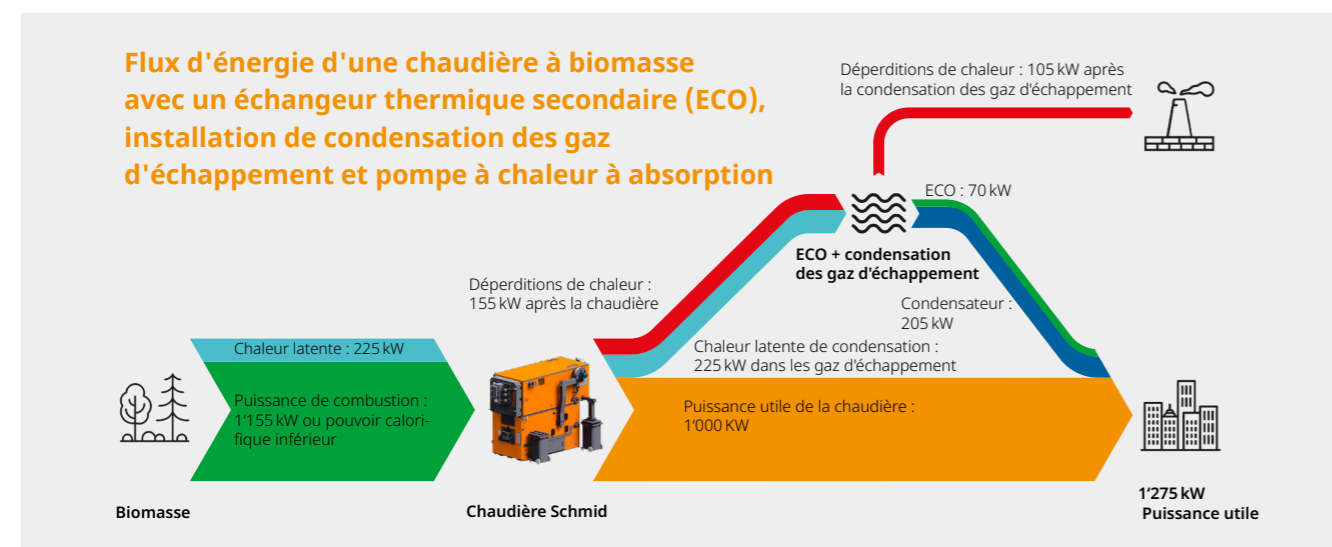 Flux d'énergie d'une chaudière à biomasse
avec un échangeur thermique secondaire (ECO),
installation de condensation des gaz
d'échappement et pompe à chaleur à absorption
Déperditions de chaleur : 105 kW après
la condensation des gaz d'échappement
ECO : 70 kW
ECO + condensation
des gaz d'échappement
Déperditions de chaleur :
155 kW après la chaudière
Condensateur :
205 kW
Chaleur latente : 225 kW
Chaleur latente de condensation :
225 kW dans les gaz d'échappement
Puissance de combustion :
1'155 kW ou pouvoir calori-
fique inférieur
Puissance utile de la chaudière :
1'000 KW
Biomasse
Chaudière Schmid
1'275 kW
Puissance utile